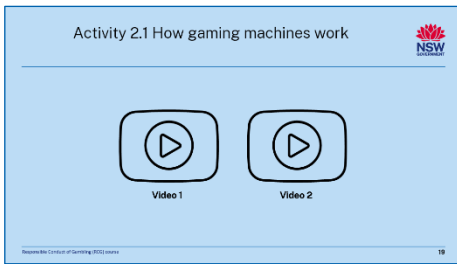 Activity 2.1 How gaming machines work
NSW
GOVERNMENT
Video 1
Video 2
Responsible Conduct of Gambling (RCG) course
19